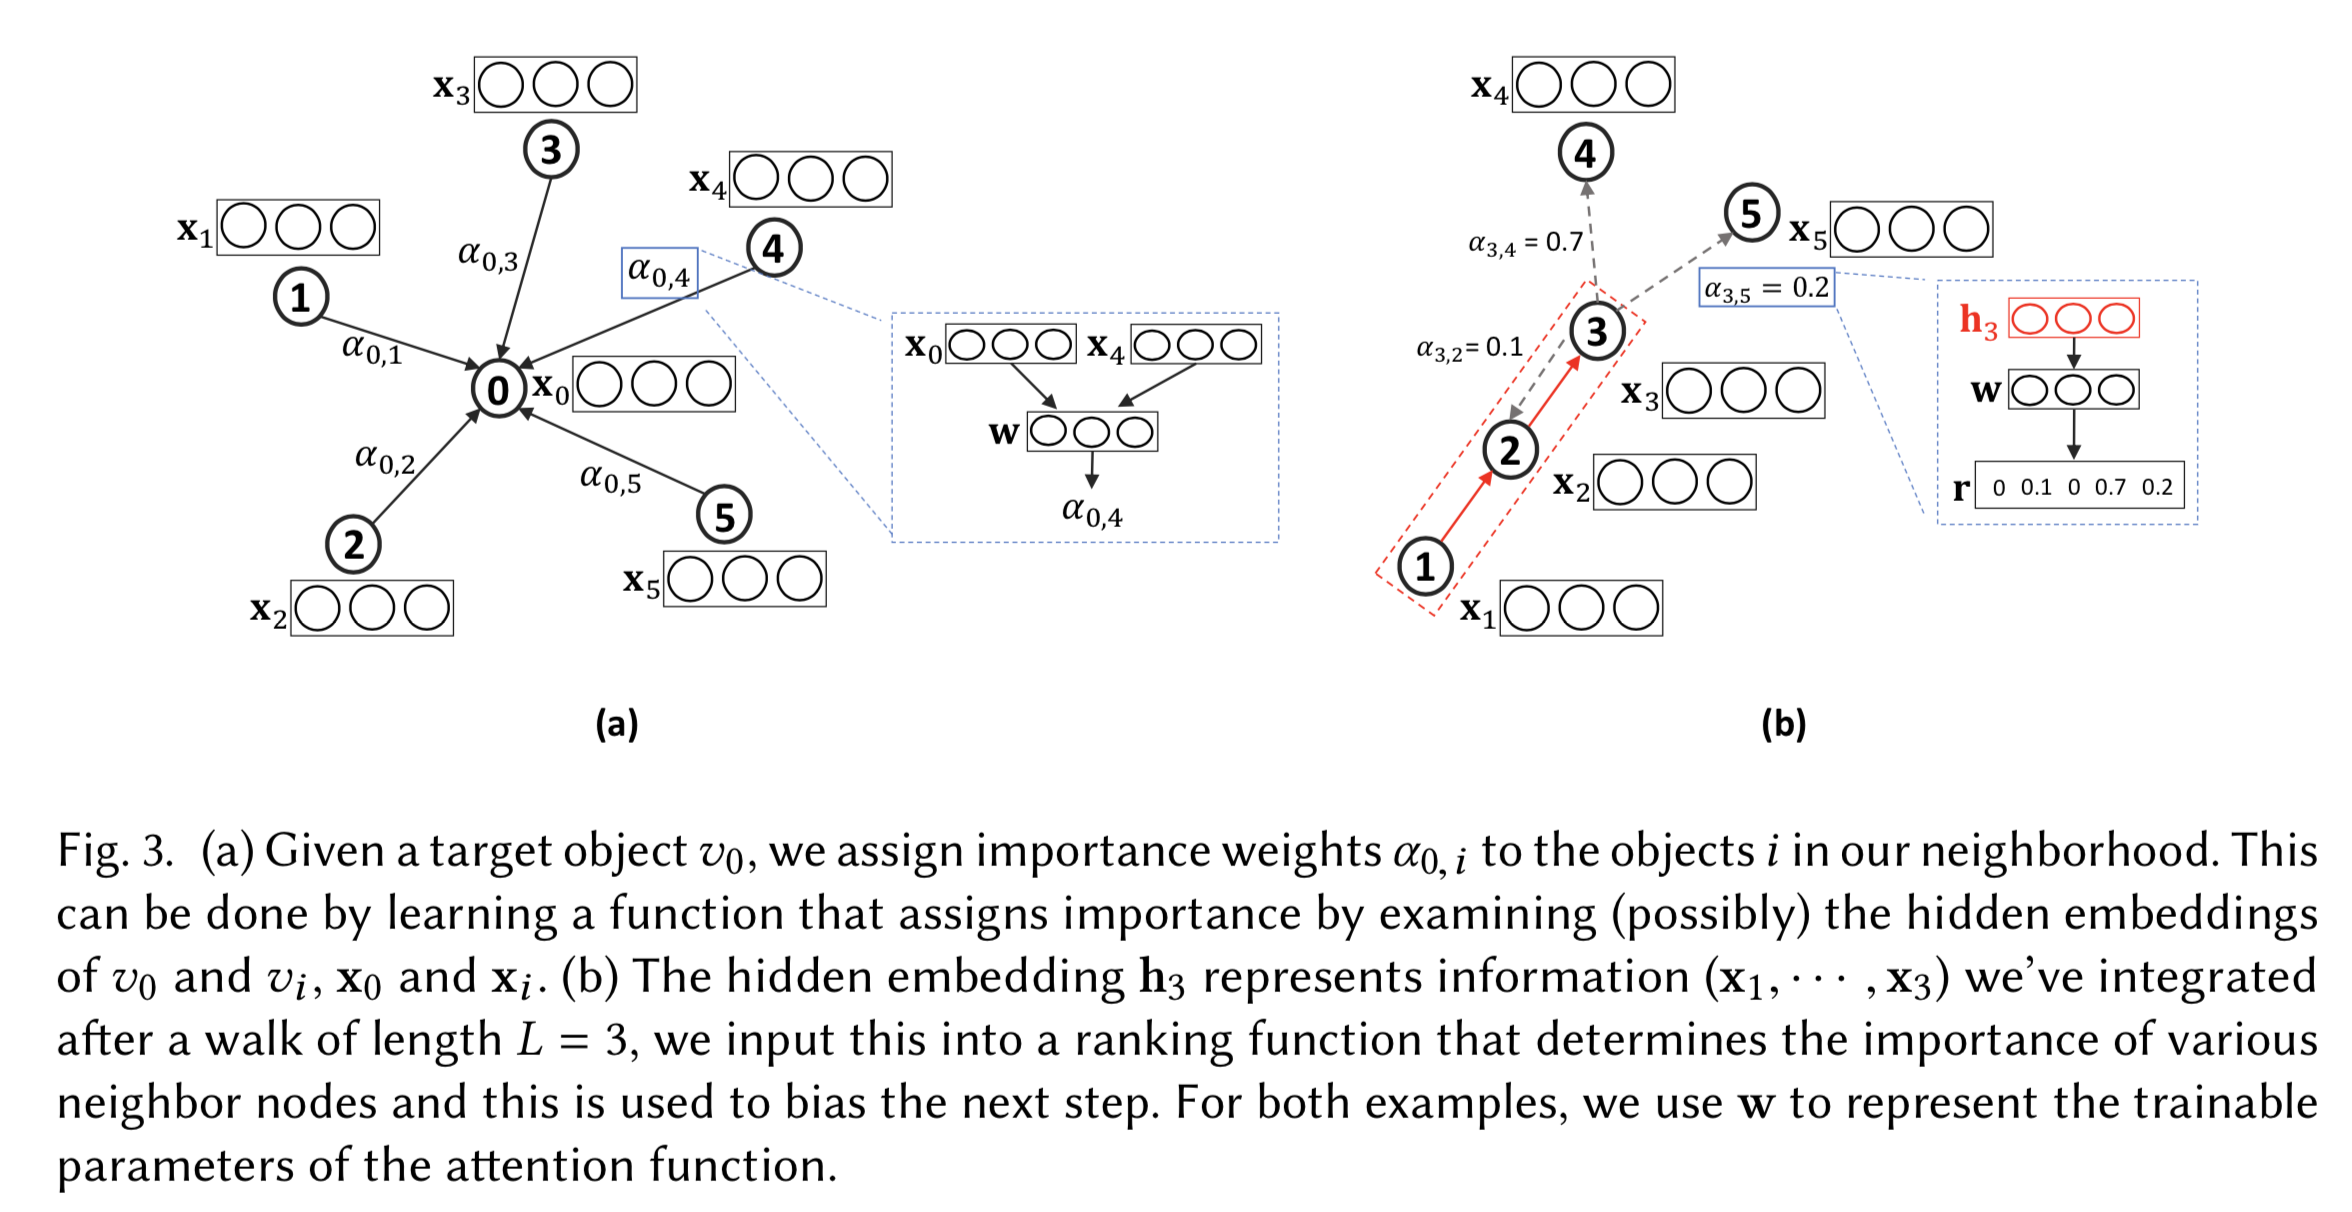 x3
3
x4
4
x1
1
α0,3
α0,4
α0,1
0
x0
x0
x4
w
α0,4
α0,2
α0,5
2
x2
5
x5
(a)
x4
4
5
x5
α3,4 = 0.7
α3,5 = 0.2
3
α3,2= 0.1
x3
2
x2
1
x1
h3
w
r 0 0.1 0 0.7 0.2
(b)
Fig. 3. (a) Given a target object v0, we assign importance weights α0, i to the objects i in our neighborhood. This
can be done by learning a function that assigns importance by examining (possibly) the hidden embeddings
of v0 and vi, x0 and xi. (b) The hidden embedding h3 represents information (x1, · · · , x3) we’ve integrated
after a walk of length L = 3, we input this into a ranking function that determines the importance of various
neighbor nodes and this is used to bias the next step. For both examples, we use w to represent the trainable
parameters of the attention function.